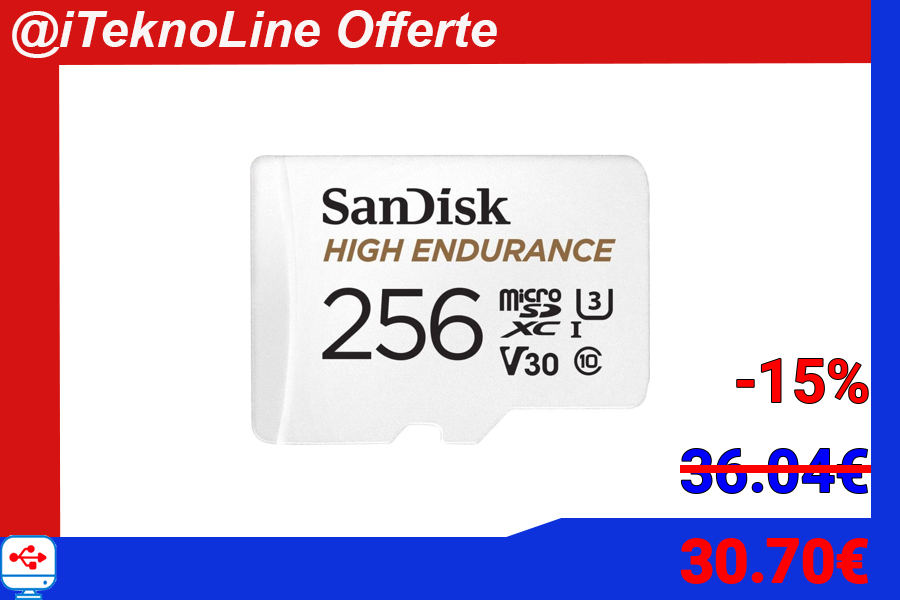 @iTeknoLine Offerte
SanDisk
HIGH ENDURANCE
256
micro
SD
XC I
U3
V30
10
-15%
36.04€
30.70€